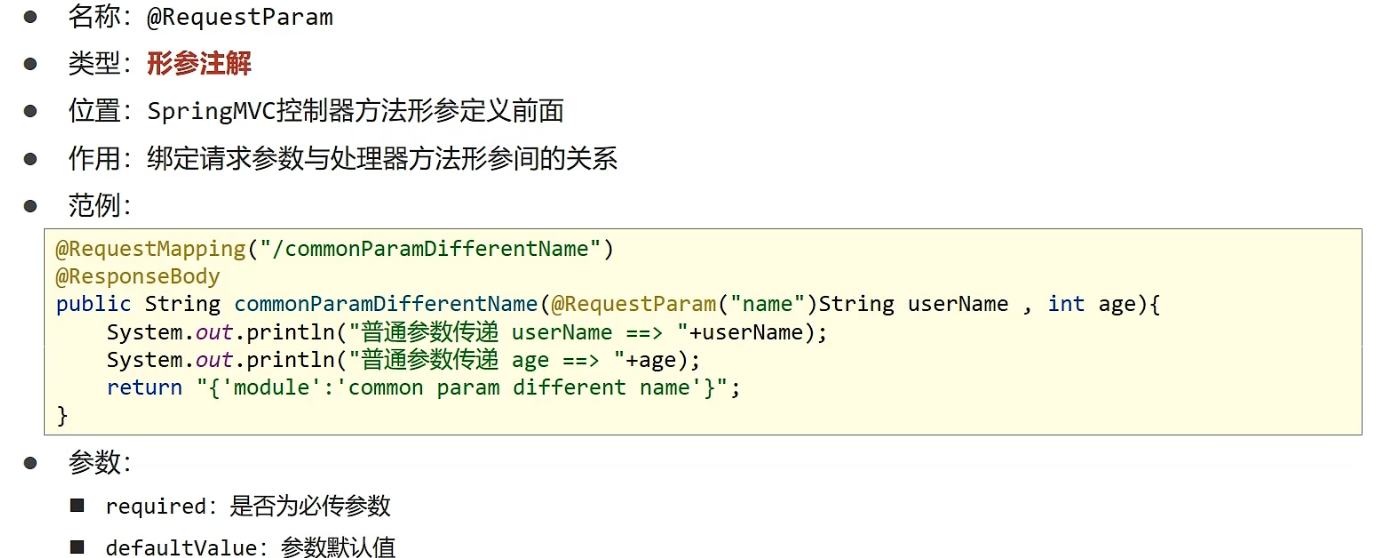 ● 名称：@RequestParam
● 类型：形参注解
● 位置：SpringMVC控制器方法形参定义前面
● 作用：绑定请求参数与处理器方法形参间的关系
● 范例：
@RequestMapping("/commonParamDifferentName")
@ResponseBody
public String commonParamDifferentName(@RequestParam("name")String userName , int age){
    System.out.println("普通参数传递 userName ==> "+userName);
    System.out.println("普通参数传递 age ==> "+age);
    return "{'module':'common param different name'}";
}
● 参数：
■ required：是否为必传参数
■ defaultValue：参数默认值